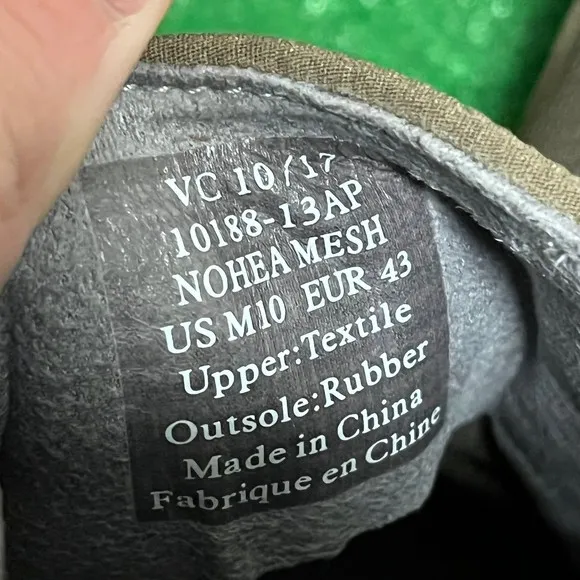 VC 10/17
10188-13AP
NOHEA MESH
US M10 EUR 43
Upper:Textile
Outsole:Rubber
Made in China
Fabrique en Chine